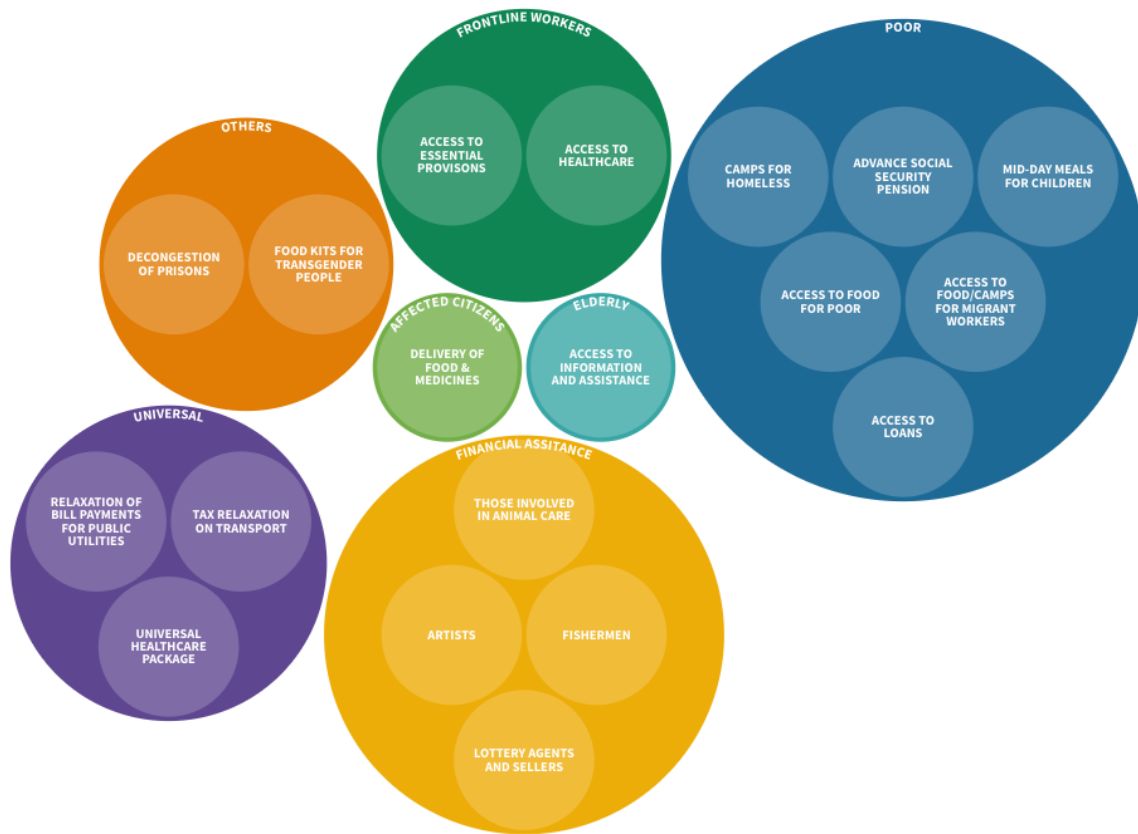 FRONTLINE WORKERS
ACCESS TO
ESSENTIAL
PROVISONS
ACCESS TO
HEALTHCARE
POOR
CAMPS FOR
HOMELESS
ADVANCE SOCIAL
SECURITY
PENSION
MID-DAY MEALS
FOR CHILDREN
ACCESS TO FOOD
FOR POOR
ACCESS TO
FOOD/CAMPS
FOR MIGRANT
WORKERS
ACCESS TO
LOANS
OTHERS
DECONGESTION
OF PRISONS
FOOD KITS FOR
TRANSGENDER
PEOPLE
AFFECTED CITIZENS
DELIVERY OF
FOOD &
MEDICINES
ELDERLY
ACCESS TO
INFORMATION
AND ASSISTANCE
UNIVERSAL
RELAXATION OF
BILL PAYMENTS
FOR PUBLIC
UTILITIES
TAX RELAXATION
ON TRANSPORT
UNIVERSAL
HEALTHCARE
PACKAGE
FINANCIAL ASSITANCE
THOSE INVOLVED
IN ANIMAL CARE
ARTISTS
FISHERMEN
LOTTERY AGENTS
AND SELLERS